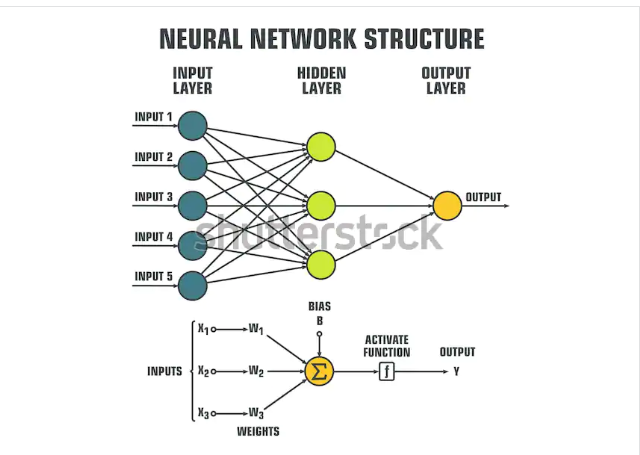 NEURAL NETWORK STRUCTURE
INPUT LAYER
HIDDEN LAYER
OUTPUT LAYER
INPUT 1
INPUT 2
INPUT 3
INPUT 4
INPUT 5
OUTPUT
shutterstock
BIAS
B
INPUTS
X1
W1
X2
W2
X3
W3
WEIGHTS
Σ
ACTIVATE
FUNCTION
f
OUTPUT
Y